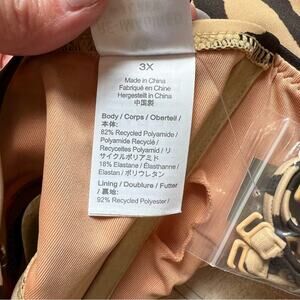 3X
Made in China
Fabriqué en Chine
Hergestellt in China
中国製
Body / Corps / Oberteil /
本体:
82% Recycled Polyamide /
Polyamide Recyclé /
Recyceltes Polyamid / リ
サイクルポリアミド
18% Elastane / Élasthanne /
Elastan / ポリウレタン
Lining / Doublure / Futter
/ 裏地:
92% Recycled Polyester /